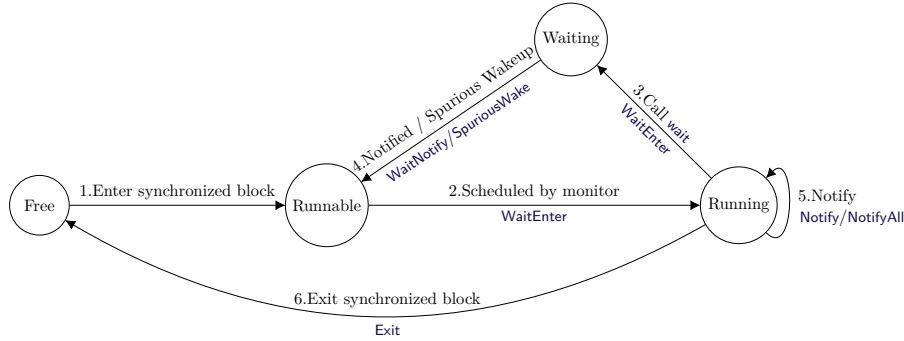 Waiting
4.Notified / Spurious Wakeup
WaitNotify/SpuriousWake
3.Call wait
WaitEnter
Free
1.Enter synchronized block
Runnable
2.Scheduled by monitor
WaitEnter
Running
5.Notify
Notify/NotifyAll
6.Exit synchronized block
Exit